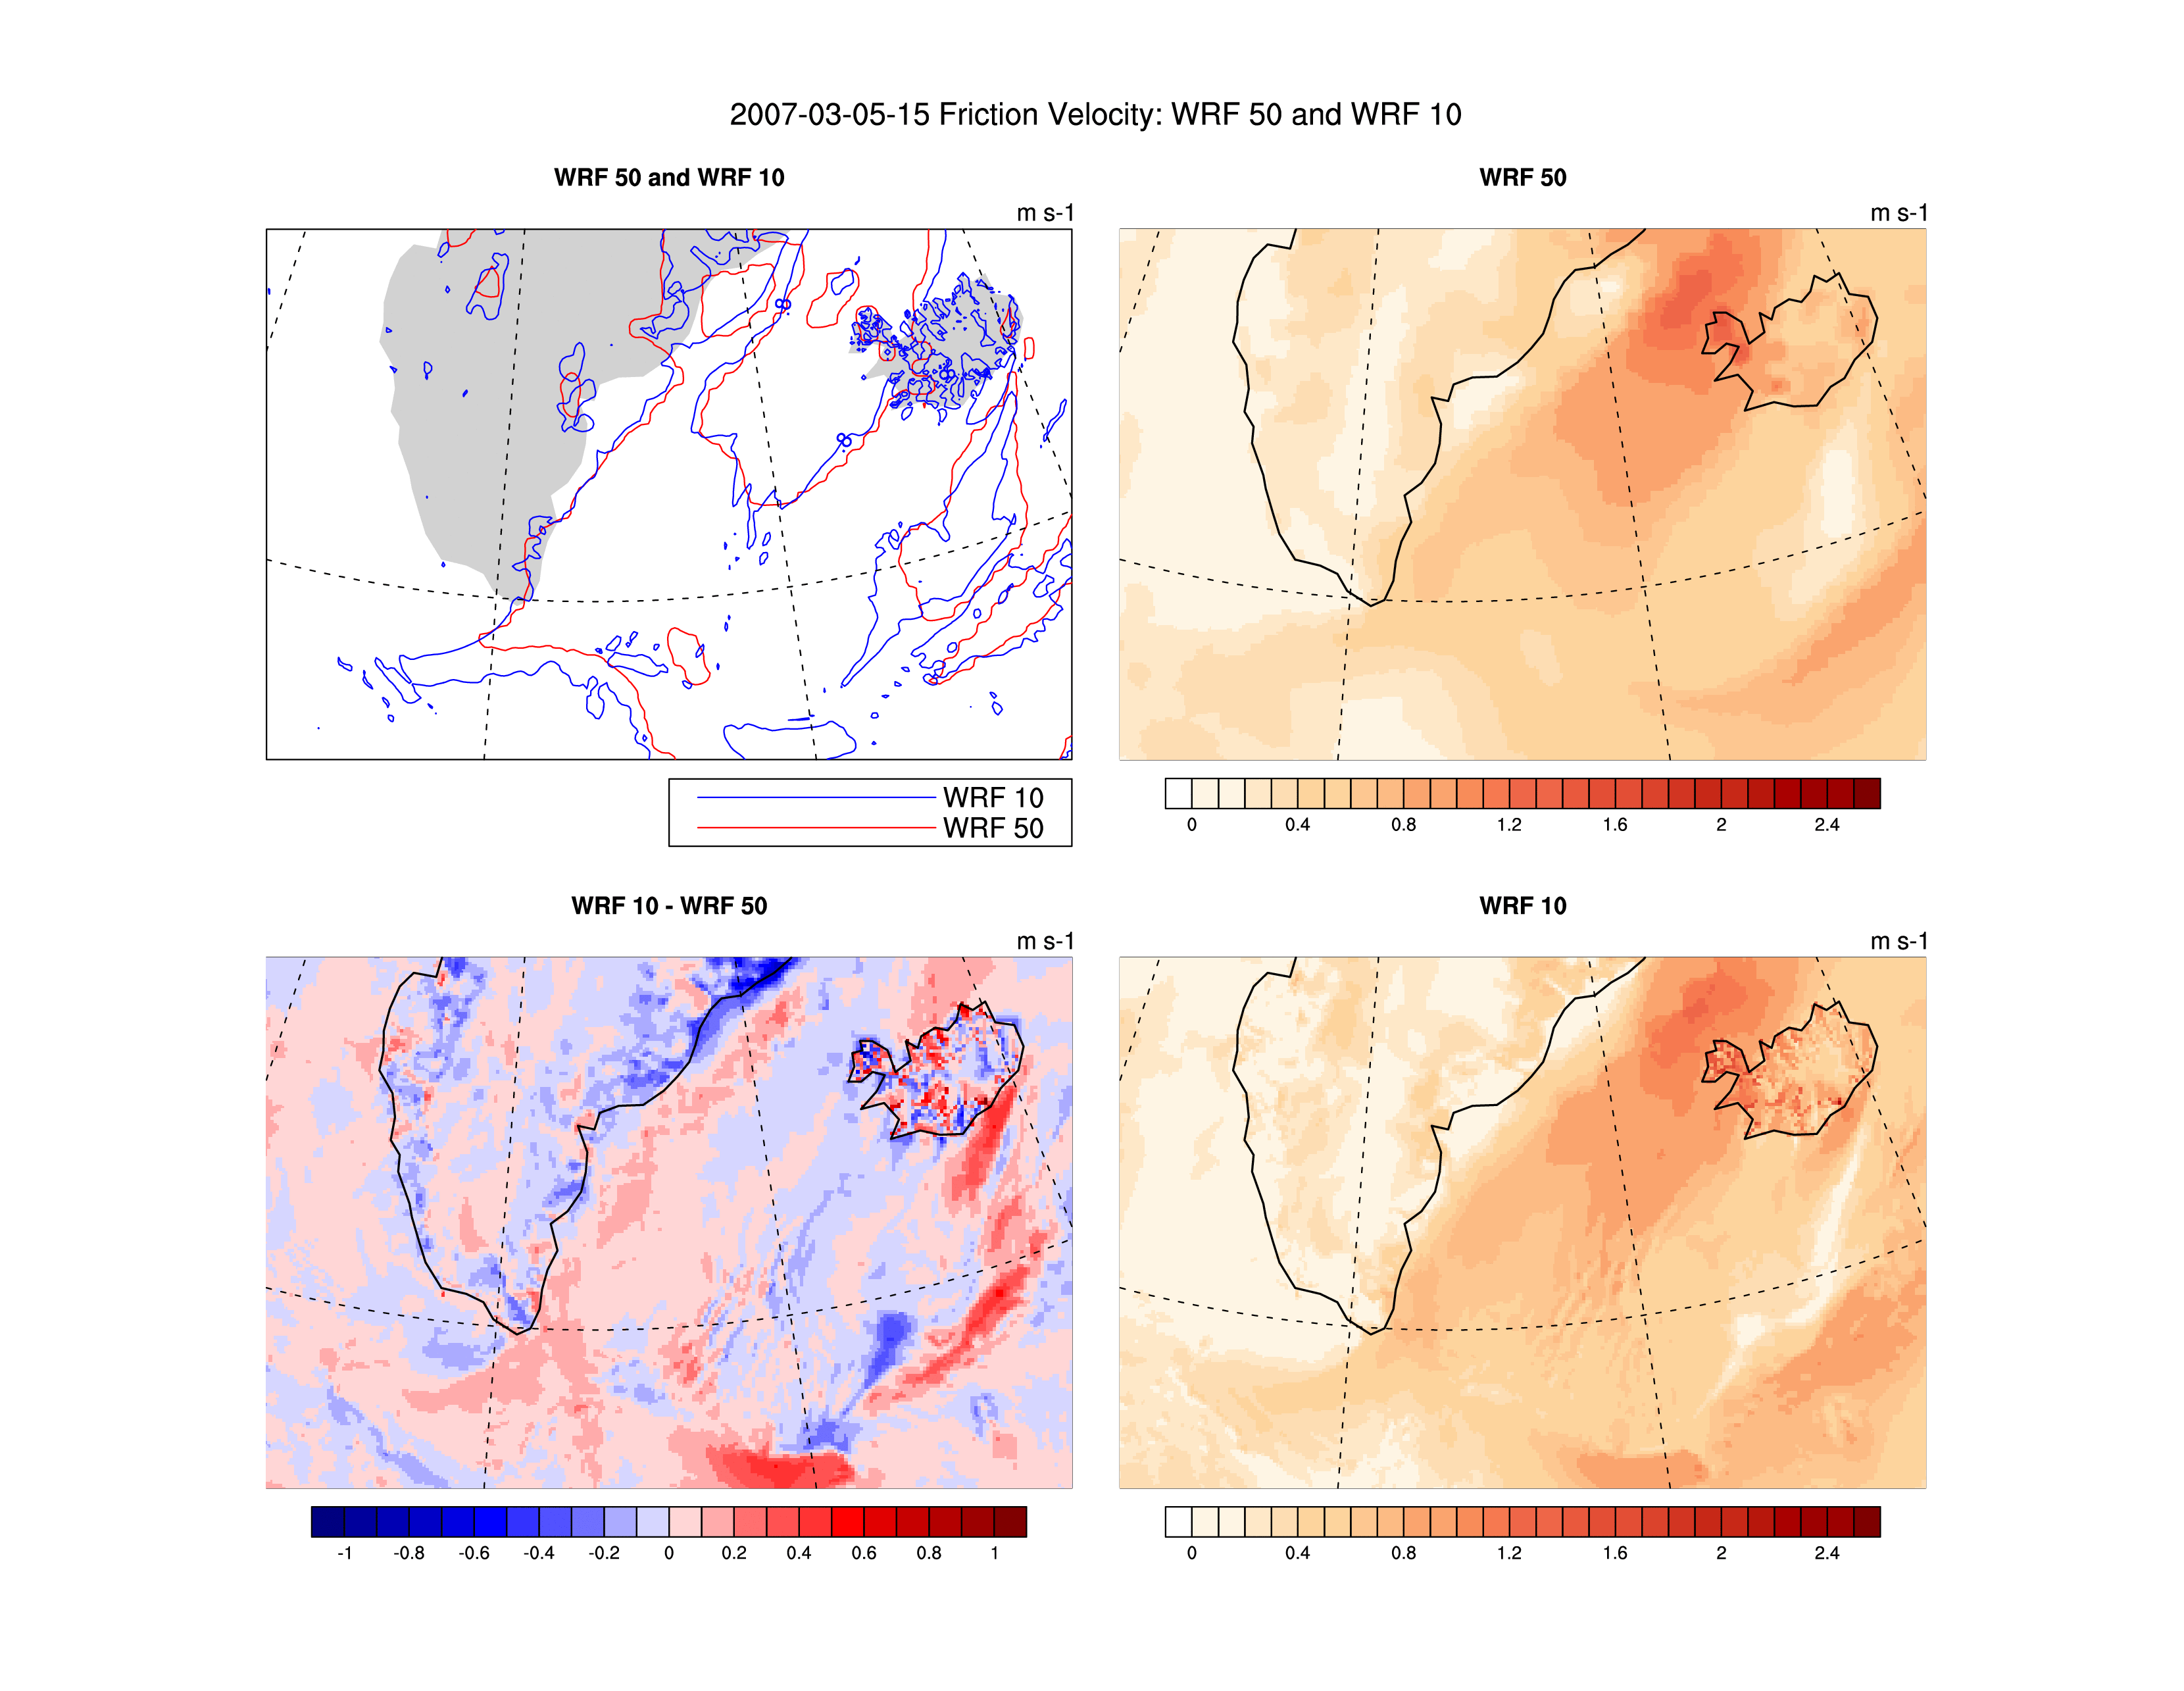 2007-03-05-15 Friction Velocity: WRF 50 and WRF 10
WRF 50 and WRF 10
m s-1
WRF 50
m s-1
WRF 10
WRF 50
0 0.4 0.8 1.2 1.6 2 2.4
WRF 10 - WRF 50
m s-1
WRF 10
m s-1
-1 -0.8 -0.6 -0.4 -0.2 0 0.2 0.4 0.6 0.8 1
0 0.4 0.8 1.2 1.6 2 2.4